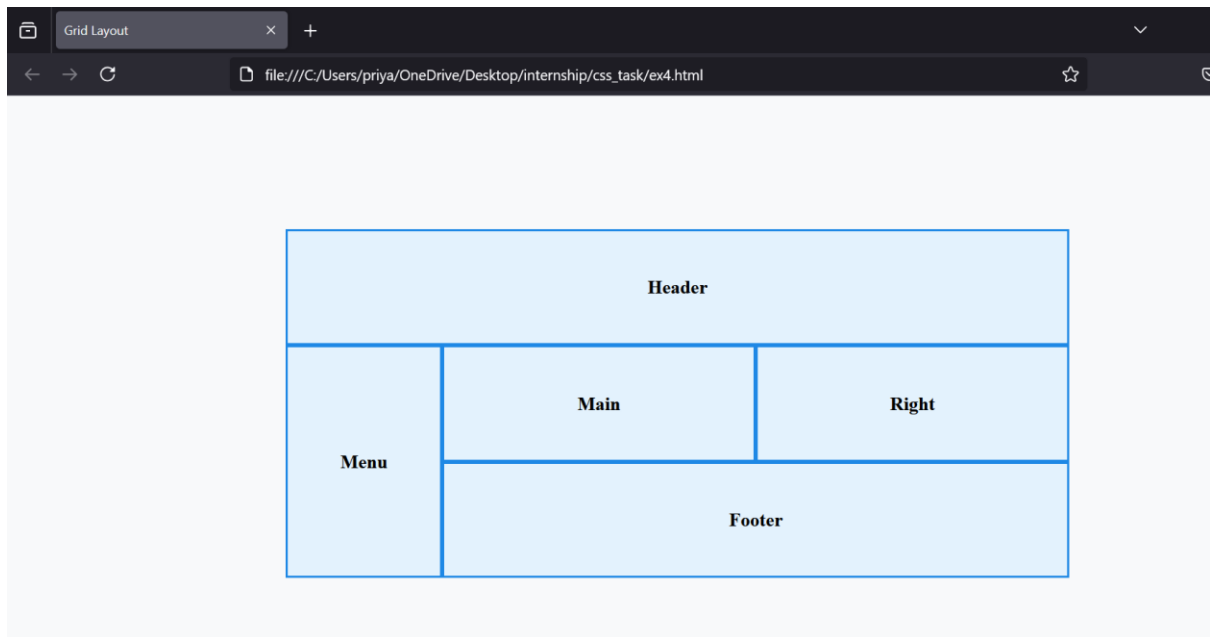 Grid Layout
file:///C:/Users/priya/OneDrive/Desktop/internship/css_task/ex4.html
Header
Main
Right
Menu
Footer